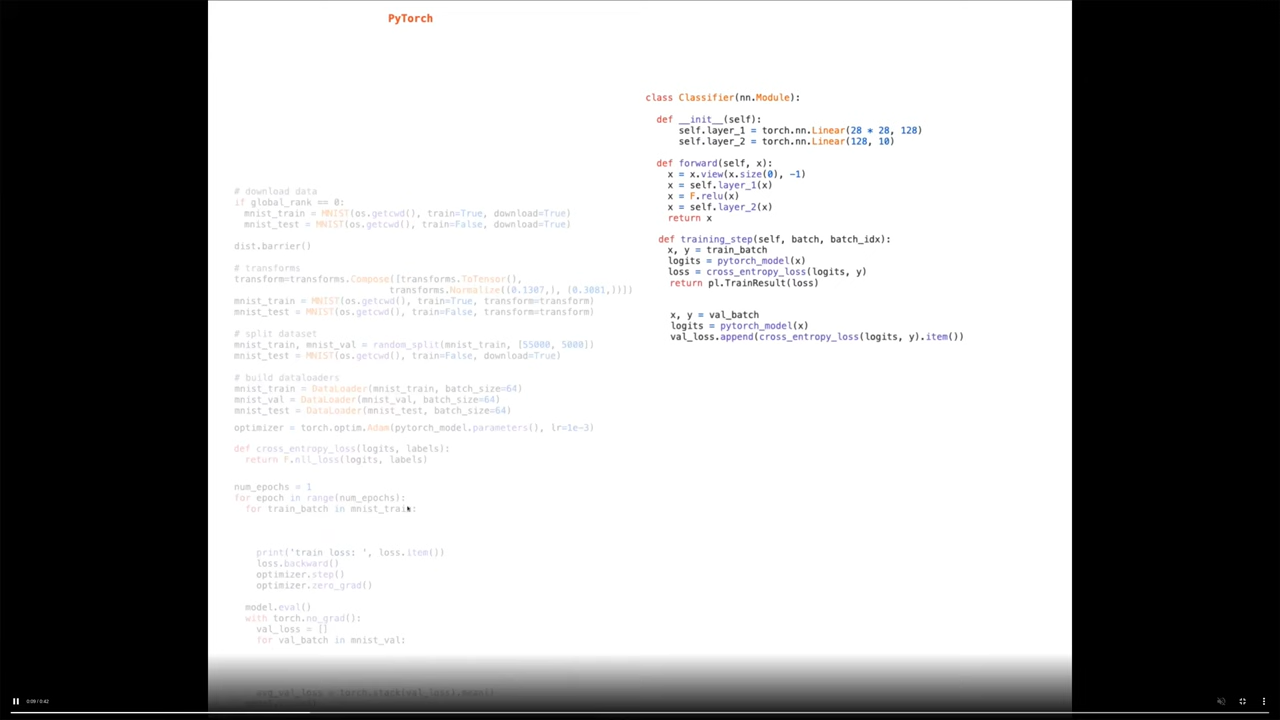 PyTorch
# download data
if global_rank == 0:
mnist_train = MNIST(os.getcwd(), train=True, download=True)
mnist_test = MNIST(os.getcwd(), train=False, download=True)
dist.barrier()
# transforms
transform=transforms.Compose([transforms.ToTensor(),
transforms.Normalize((0.1307,), (0.3081,))])
mnist_train = MNIST(os.getcwd(), train=True, transform=transform)
mnist_test = MNIST(os.getcwd(), train=False, transform=transform)
# split dataset
mnist_train, mnist_val = random_split(mnist_train, [55000, 5000])
mnist_test = MNIST(os.getcwd(), train=False, download=True)
# build dataloaders
mnist_train = DataLoader(mnist_train, batch_size=64)
mnist_val = DataLoader(mnist_val, batch_size=64)
mnist_test = DataLoader(mnist_test, batch_size=64)
optimizer = torch.optim.Adam(pytorch_model.parameters(), lr=1e-3)
def cross_entropy_loss(logits, labels):
return F.nll_loss(logits, labels)
num_epochs = 1
for epoch in range(num_epochs):
for train_batch in mnist_train:
print('train loss: ', loss.item())
loss.backward()
optimizer.step()
optimizer.zero_grad()
model.eval()
with torch.no_grad():
val_loss = []
for val_batch in mnist_val:
avg_val_loss = torch.stack(val_loss).mean()
class Classifier(nn.Module):
def __init__(self):
self.layer_1 = torch.nn.Linear(28 * 28, 128)
self.layer_2 = torch.nn.Linear(128, 10)
def forward(self, x):
x = x.view(x.size(0), -1)
x = self.layer_1(x)
x = F.relu(x)
x = self.layer_2(x)
return x
def training_step(self, batch, batch_idx):
x, y = train_batch
logits = pytorch_model(x)
loss = cross_entropy_loss(logits, y)
return pl.TrainResult(loss)
x, y = val_batch
logits = pytorch_model(x)
val_loss.append(cross_entropy_loss(logits, y).item())
0:09 / 0:42